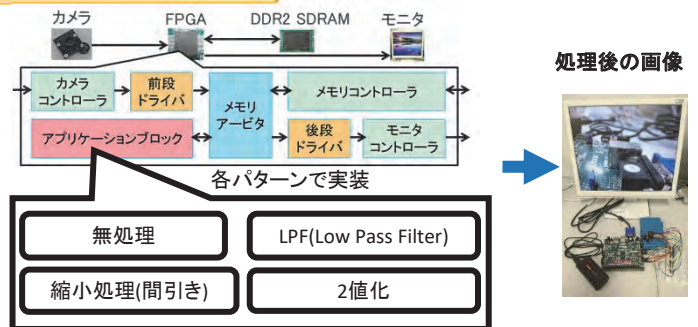 カメラ
FPGA
DDR2 SDRAM
モニタ
カメラ
コントローラ
前段
ドライバ
メモリ
アービタ
メモリコントローラ
アプリケーションブロック
後段
ドライバ
モニタ
コントローラ
各パターンで実装
無処理
LPF(Low Pass Filter)
縮小処理(間引き)
2値化
処理後の画像